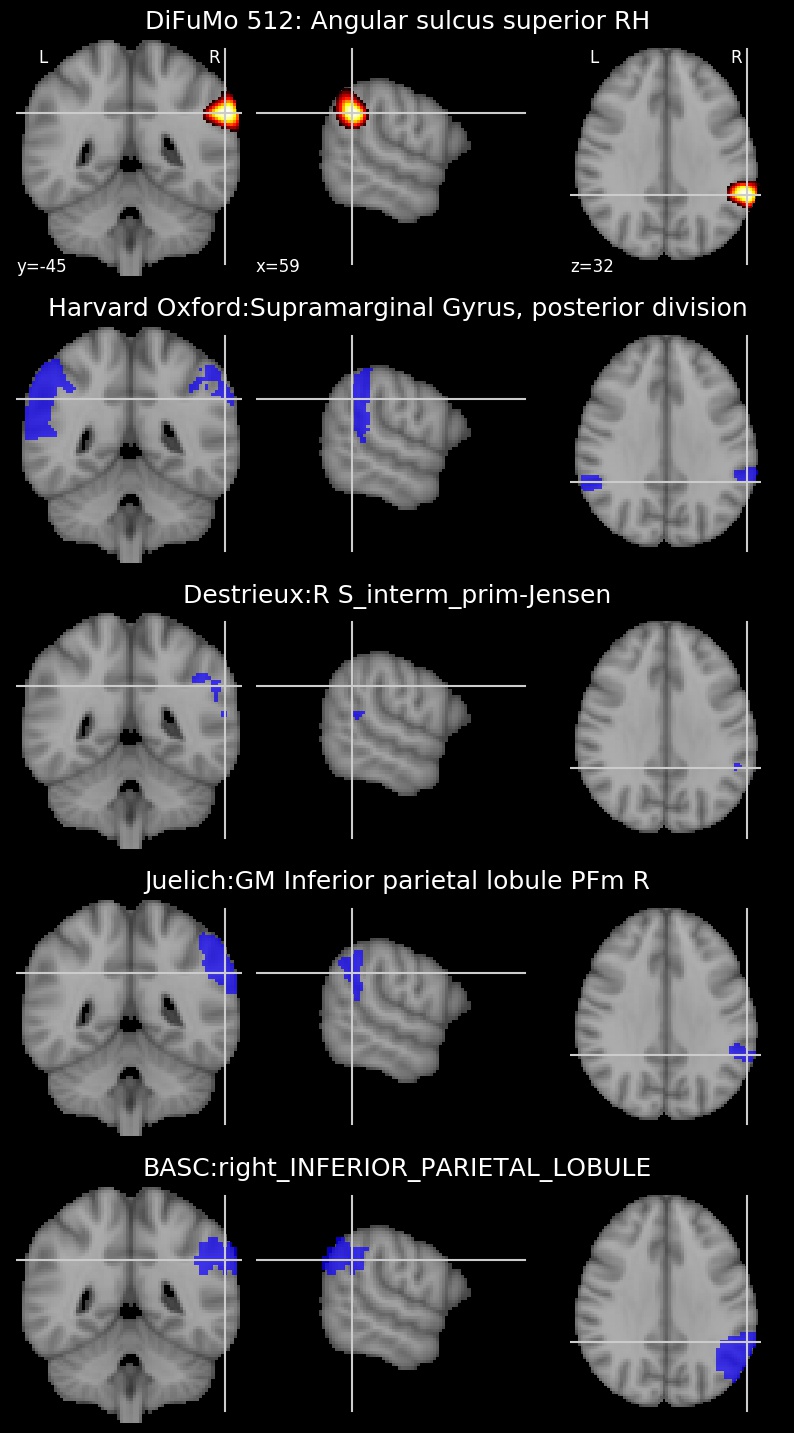 DiFuMo 512: Angular sulcus superior RH
L R L R
y=-45 x=59 z=32
Harvard Oxford:Supramarginal Gyrus, posterior division
Destrieux:R S_interm_prim-Jensen
Juelich:GM Inferior parietal lobule PFm R
BASC:right_INFERIOR_PARIETAL_LOBULE